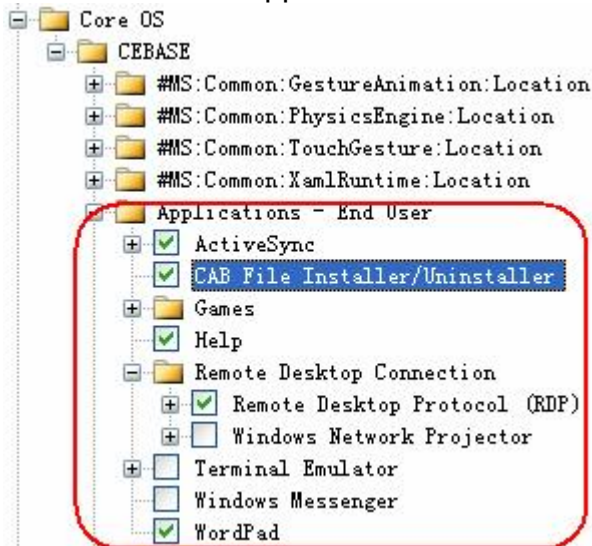 Core OS
CEBASE
#MS:Common:GestureAnimation:Location
#MS:Common:PhysicsEngine:Location
#MS:Common:TouchGesture:Location
#MS:Common:XamlRuntime:Location
Applications - End User
ActiveSync
CAB File Installer/Uninstaller
Games
Help
Remote Desktop Connection
Remote Desktop Protocol (RDP)
Windows Network Projector
Terminal Emulator
Windows Messenger
WordPad